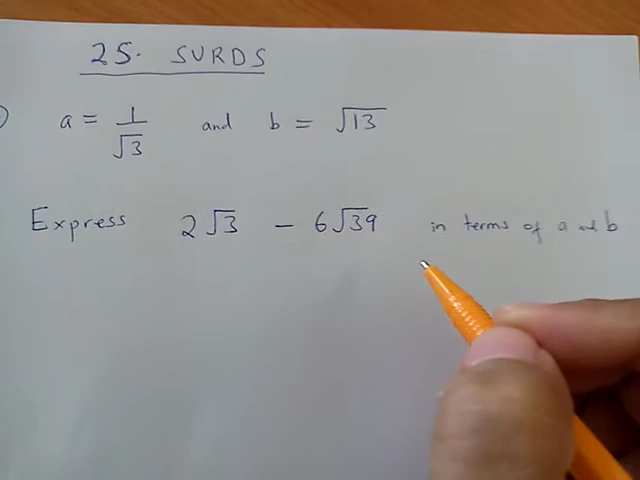 25. SURDS
a = 1/√3 and b = √13
Express 2√3 - 6√39 in terms of a and b